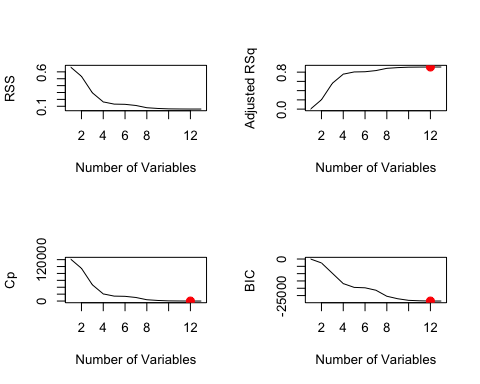 RSS
0.6
0.1
2 4 6 8 12
Number of Variables
Adjusted RSq
0.8
0.0
2 4 6 8 12
Number of Variables
Cp
120000
0
2 4 6 8 12
Number of Variables
BIC
0
-25000
2 4 6 8 12
Number of Variables